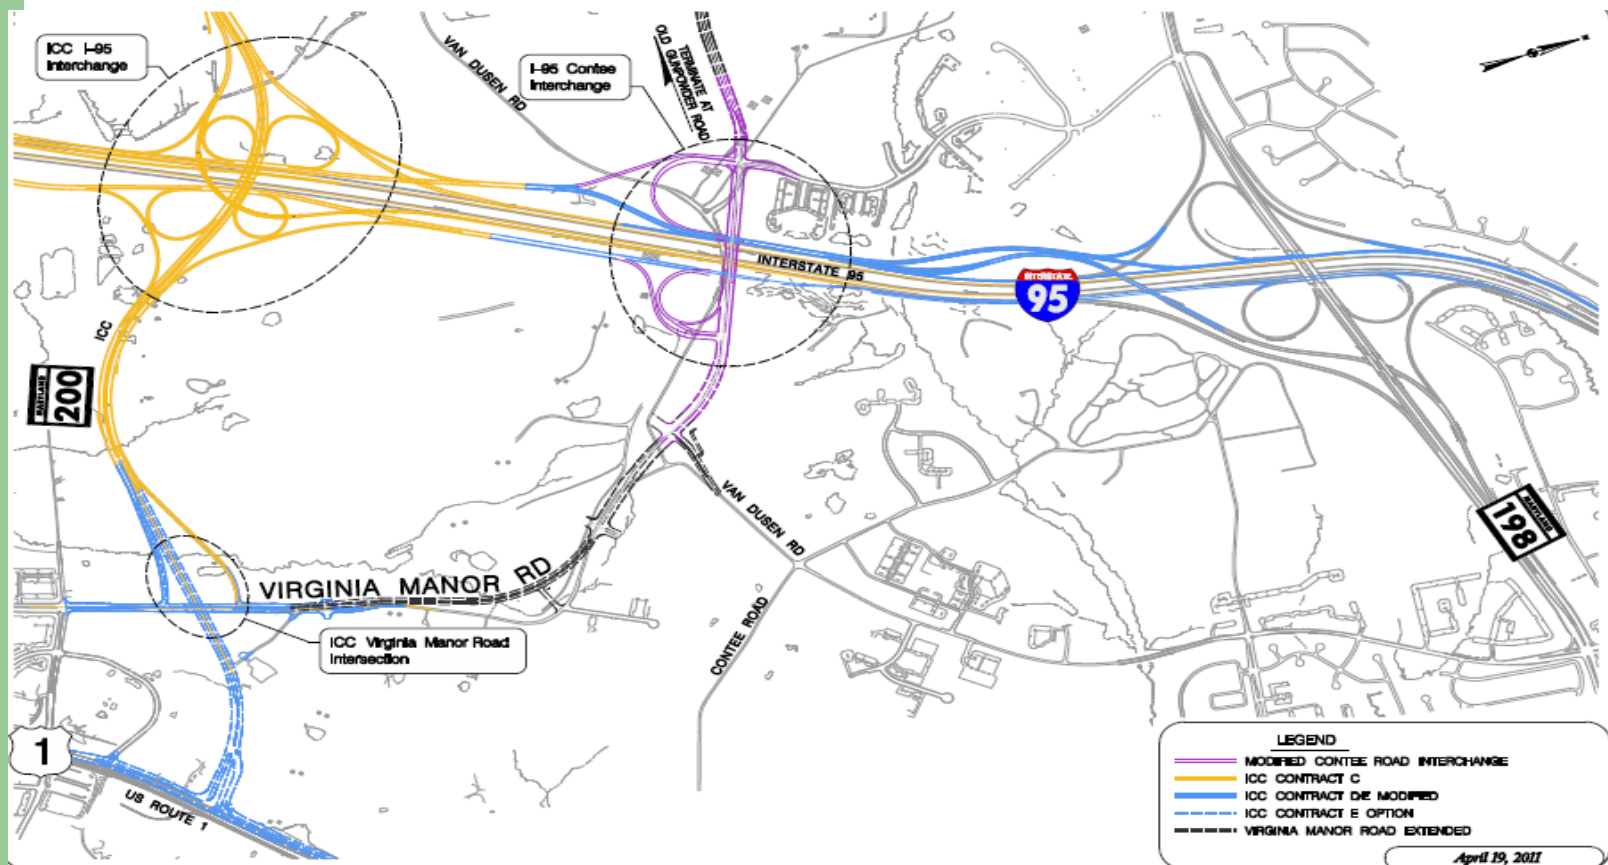 ICC I-95
Interchange
VAN DUSEN RD
I-95 Contee
Interchange
TERMINATE AT
OLD GUNPOWDER ROAD
INTERSTATE 95
INTERSTATE
95
ICC
MARYLAND
200
VIRGINIA MANOR RD
ICC Virginia Manor Road
Intersection
VAN DUSEN RD
CONTEE ROAD
MARYLAND
198
1
US ROUTE 1
LEGEND
MODIFIED CONTEE ROAD INTERCHANGE
ICC CONTRACT C
ICC CONTRACT D/E MODIFIED
ICC CONTRACT E OPTION
VIRGINIA MANOR ROAD EXTENDED
April 19, 2011